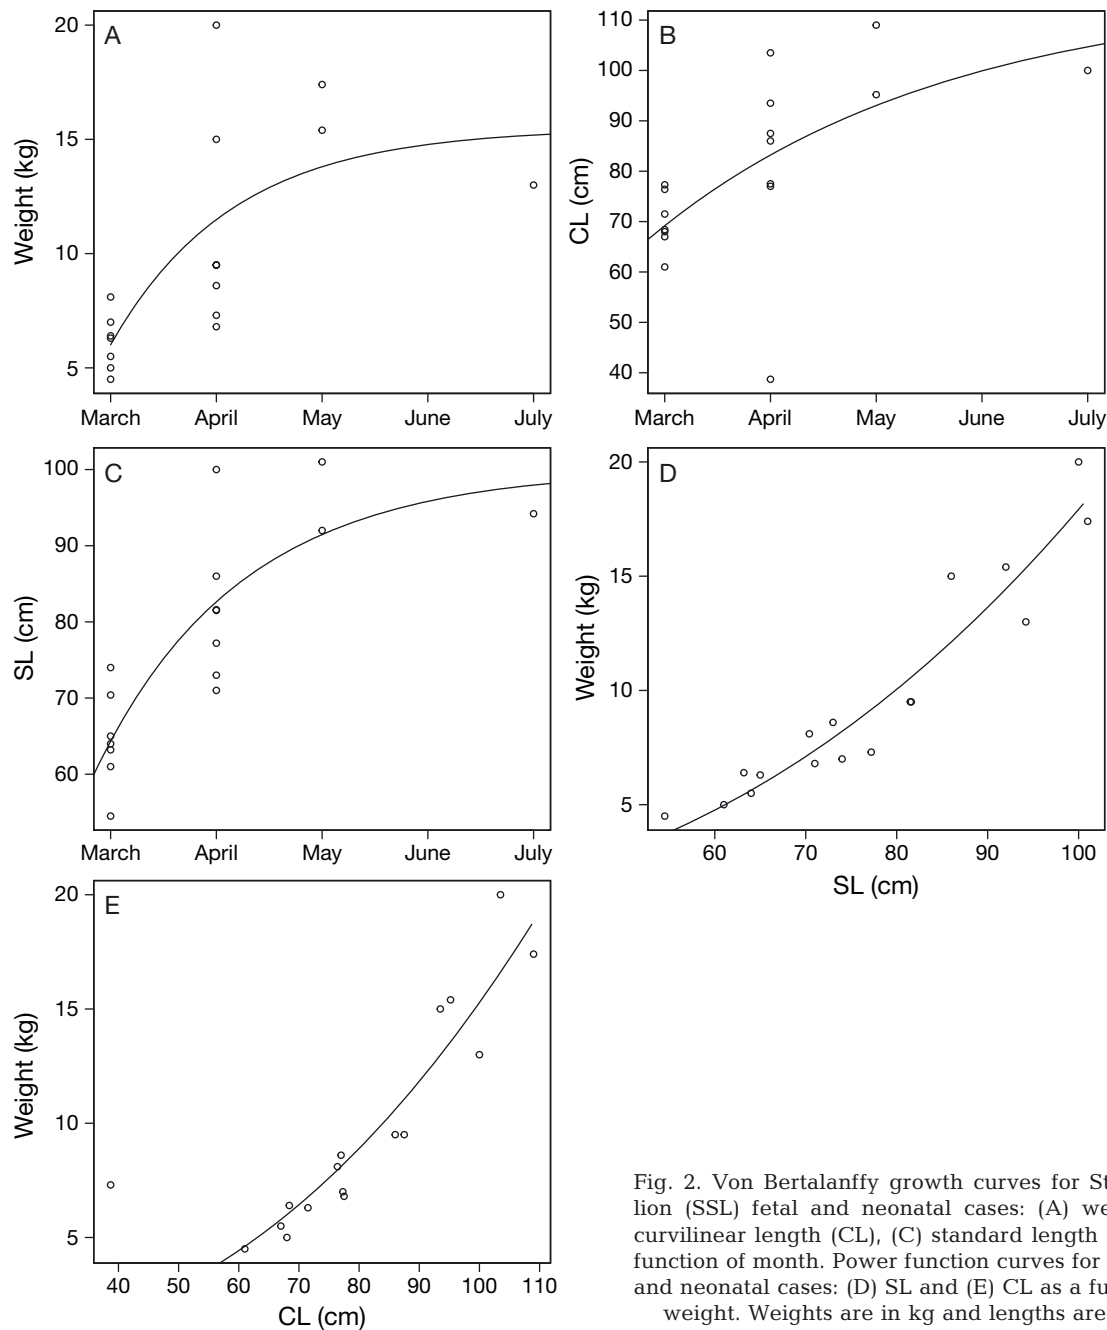 A
20
15
10
5
Weight (kg)
March April May June July
B
110
100
90
80
70
60
50
40
CL (cm)
March April May June July
C
100
90
80
70
60
SL (cm)
March April May June July
D
20
15
10
5
Weight (kg)
60 70 80 90 100
SL (cm)
E
20
15
10
5
Weight (kg)
40 50 60 70 80 90 100 110
CL (cm)
Fig. 2. Von Bertalanffy growth curves for St
lion (SSL) fetal and neonatal cases: (A) we
curvilinear length (CL), (C) standard length
function of month. Power function curves for
and neonatal cases: (D) SL and (E) CL as a fu
weight. Weights are in kg and lengths are